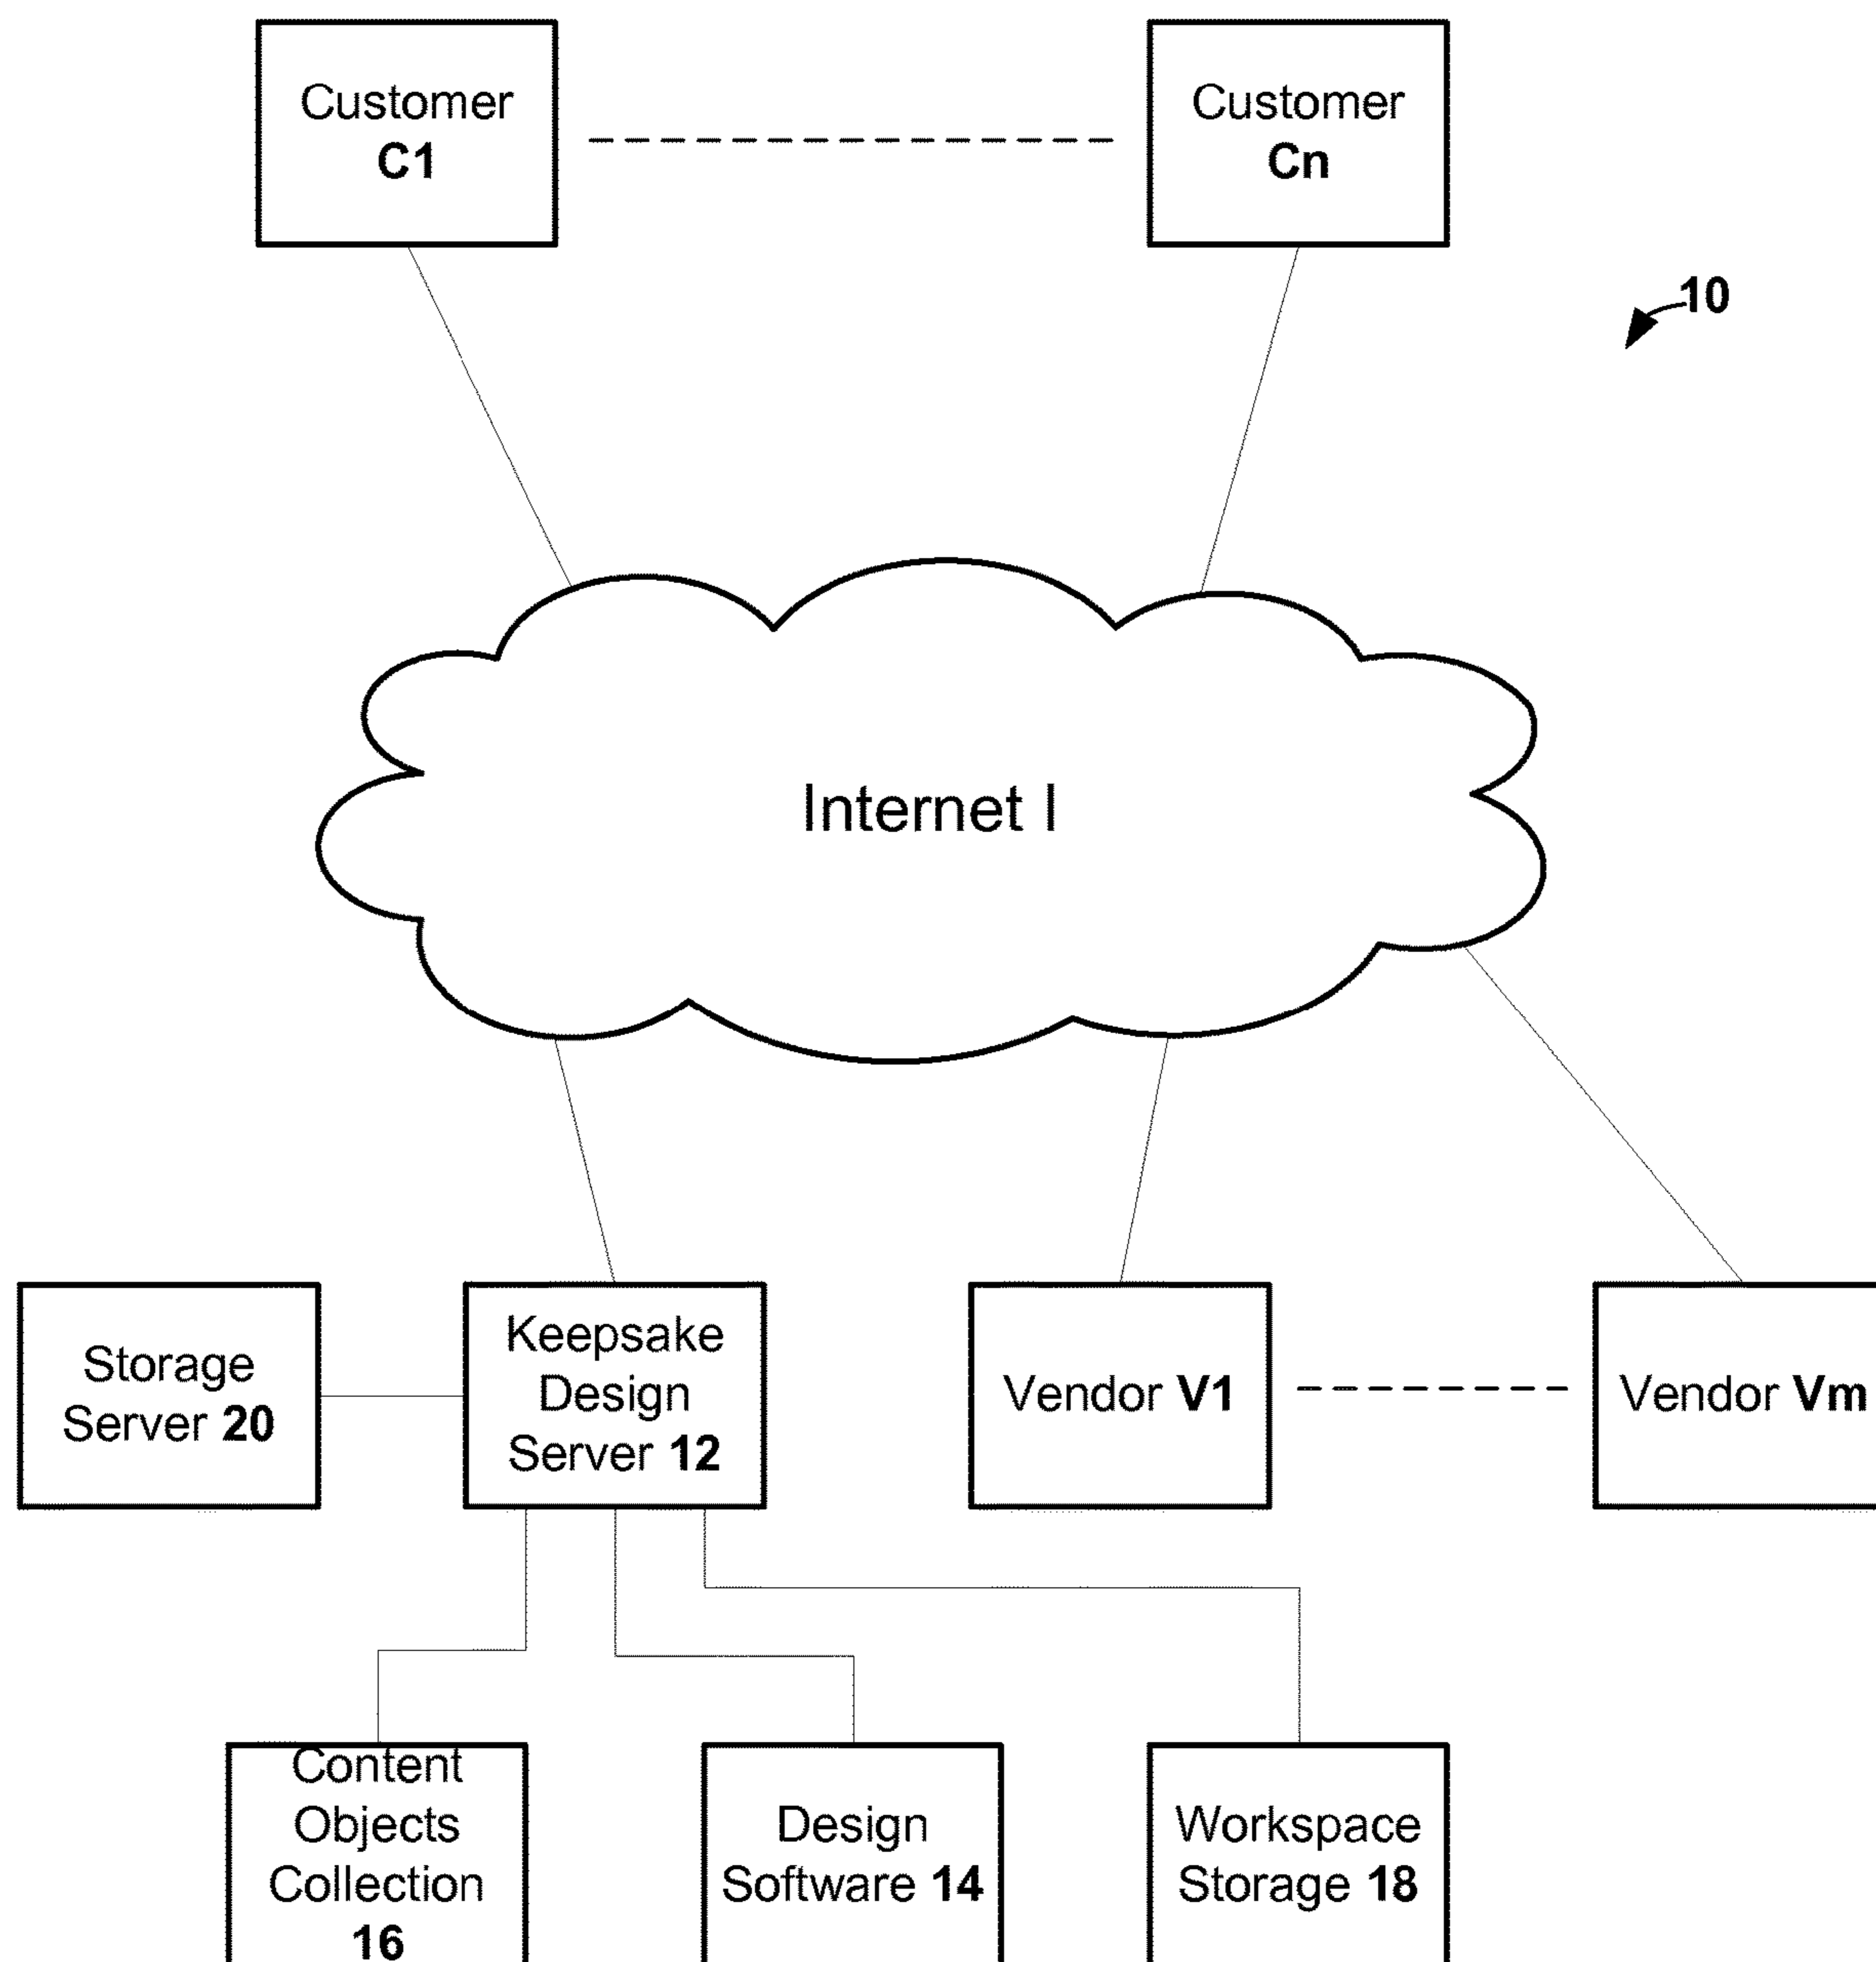 Customer
C1
Customer
Cn
10
Internet I
Storage
Server 20
Keepsake
Design
Server 12
Vendor V1
Vendor Vm
Content
Objects
Collection
16
Design
Software 14
Workspace
Storage 18